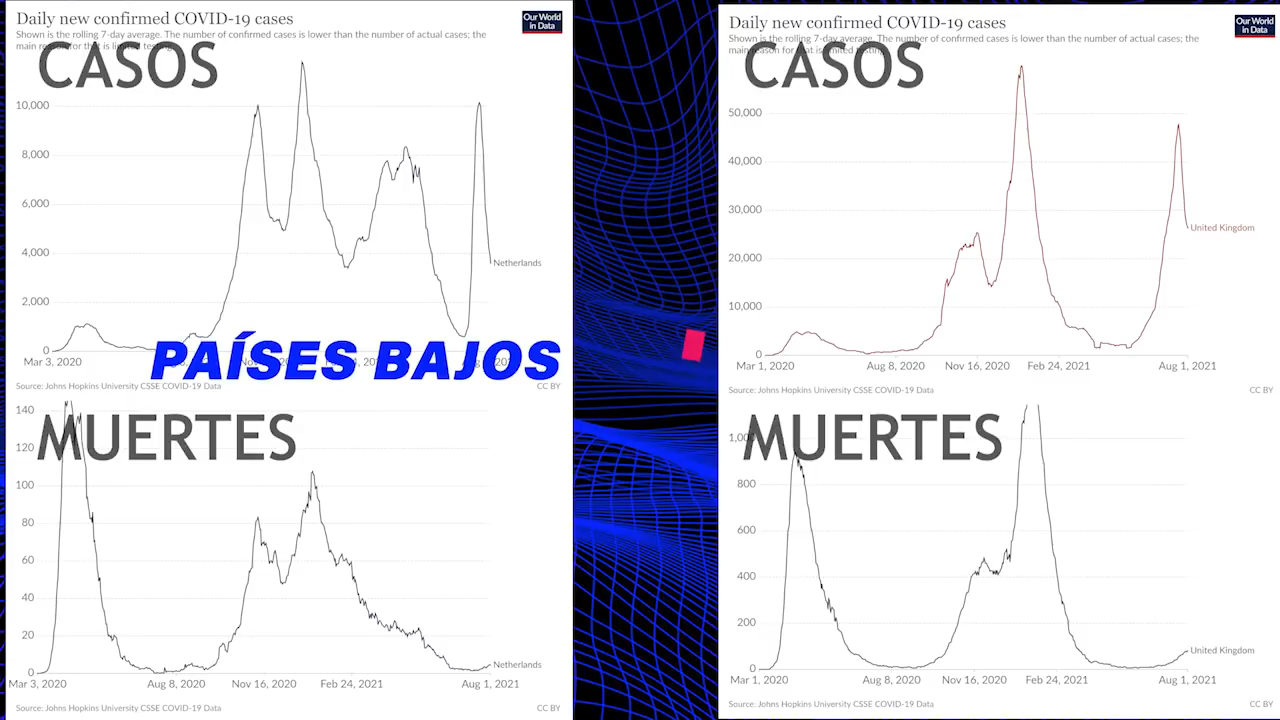 Daily new confirmed COVID-19 cases
Our World
in Data
Shown is the rolling 7-day average. The number of confirmed cases is lower than the number of actual cases; the
CASOS
10,000
8,000
4,000
2,000
0
Netherlands
Mar 3, 2020
PAÍSES BAJOS
Source: Johns Hopkins University CSSE COVID-19 Data
CC BY
MUERTES
100
80
60
40
20
0
Netherlands
Aug 8, 2020
Nov 16, 2020
Feb 24, 2021
Aug 1, 2021
Source: Johns Hopkins University CSSE COVID-19 Data
CC BY
Daily new confirmed COVID-19 cases
Our World
in Data
Shown is the rolling 7-day average. The number of confirmed cases is lower than the number of actual cases; the
main reason for that is limited testing.
CASOS
50,000
40,000
30,000
20,000
10,000
0
United Kingdom
Mar 1, 2020
Aug 8, 2020
Nov 16, 2020
Feb 24, 2021
Aug 1, 2021
Source: Johns Hopkins University CSSE COVID-19 Data
CC BY
MUERTES
800
600
400
200
0
United Kingdom
Mar 1, 2020
Aug 8, 2020
Nov 16, 2020
Feb 24, 2021
Aug 1, 2021
Source: Johns Hopkins University CSSE COVID-19 Data
CC BY